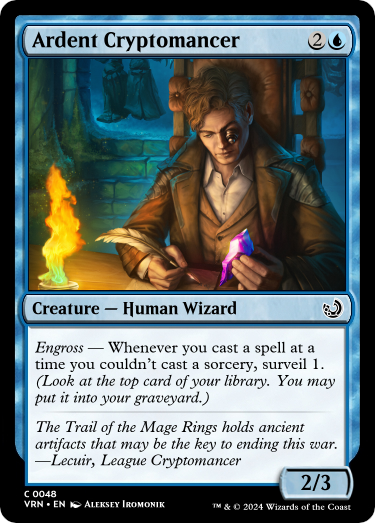 Ardent Cryptomancer 2
Creature — Human Wizard
Engross — Whenever you cast a spell at a
time you couldn't cast a sorcery, surveil 1.
(Look at the top card of your library. You may
put it into your graveyard.)
The Trail of the Mage Rings holds ancient
artifacts that may be the key to ending this war.
—Lecuir, League Cryptomancer
2/3
C 0048
VRN • EN Aleksey Iromonik
™ & © 2024 Wizards of the Coast